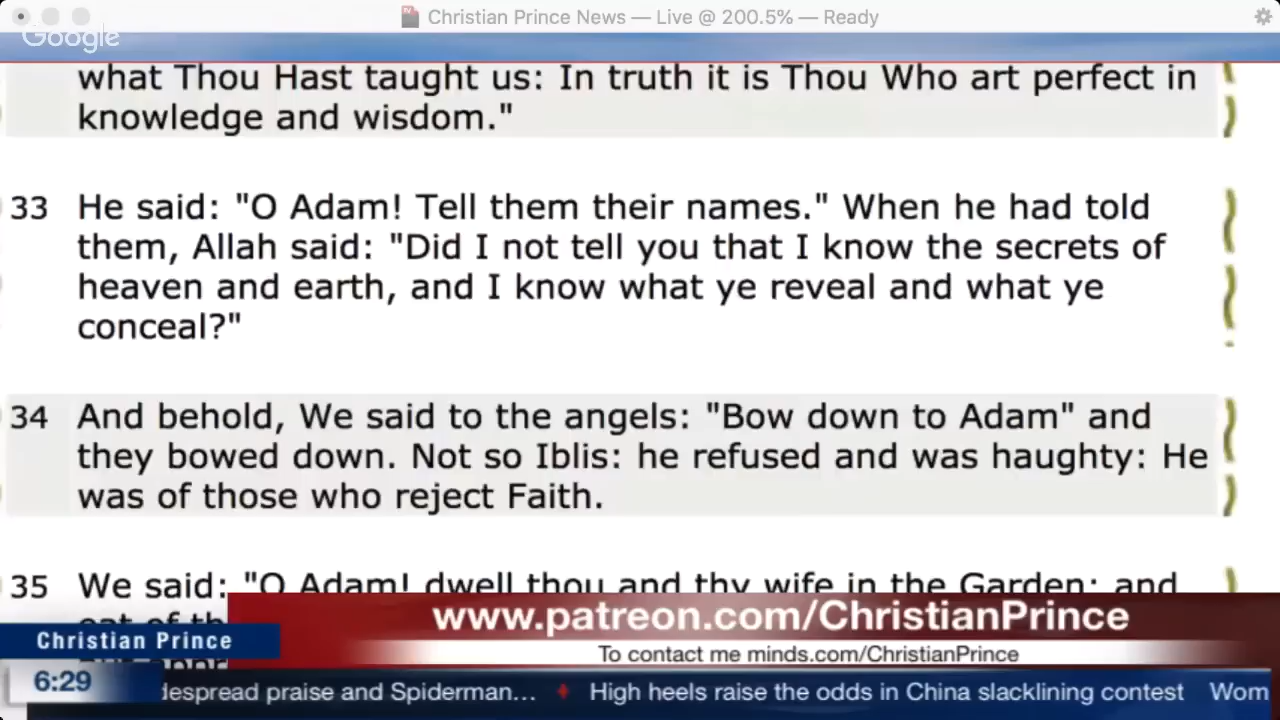 Christian Prince News — Live @ 200.5% — Ready
Google
what Thou Hast taught us: In truth it is Thou Who art perfect in
knowledge and wisdom."
33 He said: "O Adam! Tell them their names." When he had told
them, Allah said: "Did I not tell you that I know the secrets of
heaven and earth, and I know what ye reveal and what ye
conceal?"
34 And behold, We said to the angels: "Bow down to Adam" and
they bowed down. Not so Iblis: he refused and was haughty: He
was of those who reject Faith.
35 We said: "O Adam! dwell thou and thy wife in the Garden: and
eat of th
www.patreon.com/ChristianPrince
Christian Prince
To contact me minds.com/ChristianPrince
6:29
despread praise and Spiderman... High heels raise the odds in China slacklining contest Wom